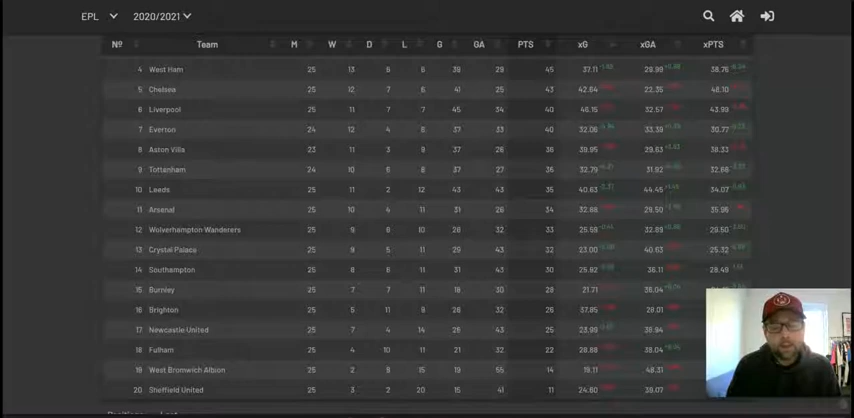 EPL 2020/2021
Nº Team M W D L G GA PTS xG xGA xPTS
4 West Ham 25 13 6 6 39 29 45 37.11 29.99 38.76
5 Chelsea 25 12 7 6 41 25 43 42.64 22.35 48.10
6 Liverpool 25 11 7 7 45 34 40 46.15 32.57 43.99
7 Everton 24 12 4 8 37 33 40 32.06 33.39 30.77
8 Aston Villa 23 11 3 9 37 26 36 39.95 29.63 38.33
9 Tottenham 24 10 6 8 37 27 36 32.79 31.92 32.66
10 Leeds 25 11 2 12 43 43 35 40.63 44.45 34.07
11 Arsenal 25 10 4 11 31 26 34 32.88 29.50 35.96
12 Wolverhampton Wanderers 25 9 6 10 26 32 33 25.59 32.89 29.50
13 Crystal Palace 25 9 5 11 29 43 32 23.00 40.63 25.32
14 Southampton 25 8 6 11 31 43 30 25.92 36.11 28.49
15 Burnley 25 7 7 11 18 30 28 21.71 38.04
16 Brighton 25 5 11 9 26 32 26 37.85 28.01
17 Newcastle United 25 7 4 14 26 43 25 23.99 38.94
18 Fulham 25 4 10 11 21 32 22 28.88 38.04
19 West Bromwich Albion 25 2 8 15 19 55 14 19.11 48.31
20 Sheffield United 25 3 2 20 15 41 11 24.60 39.07